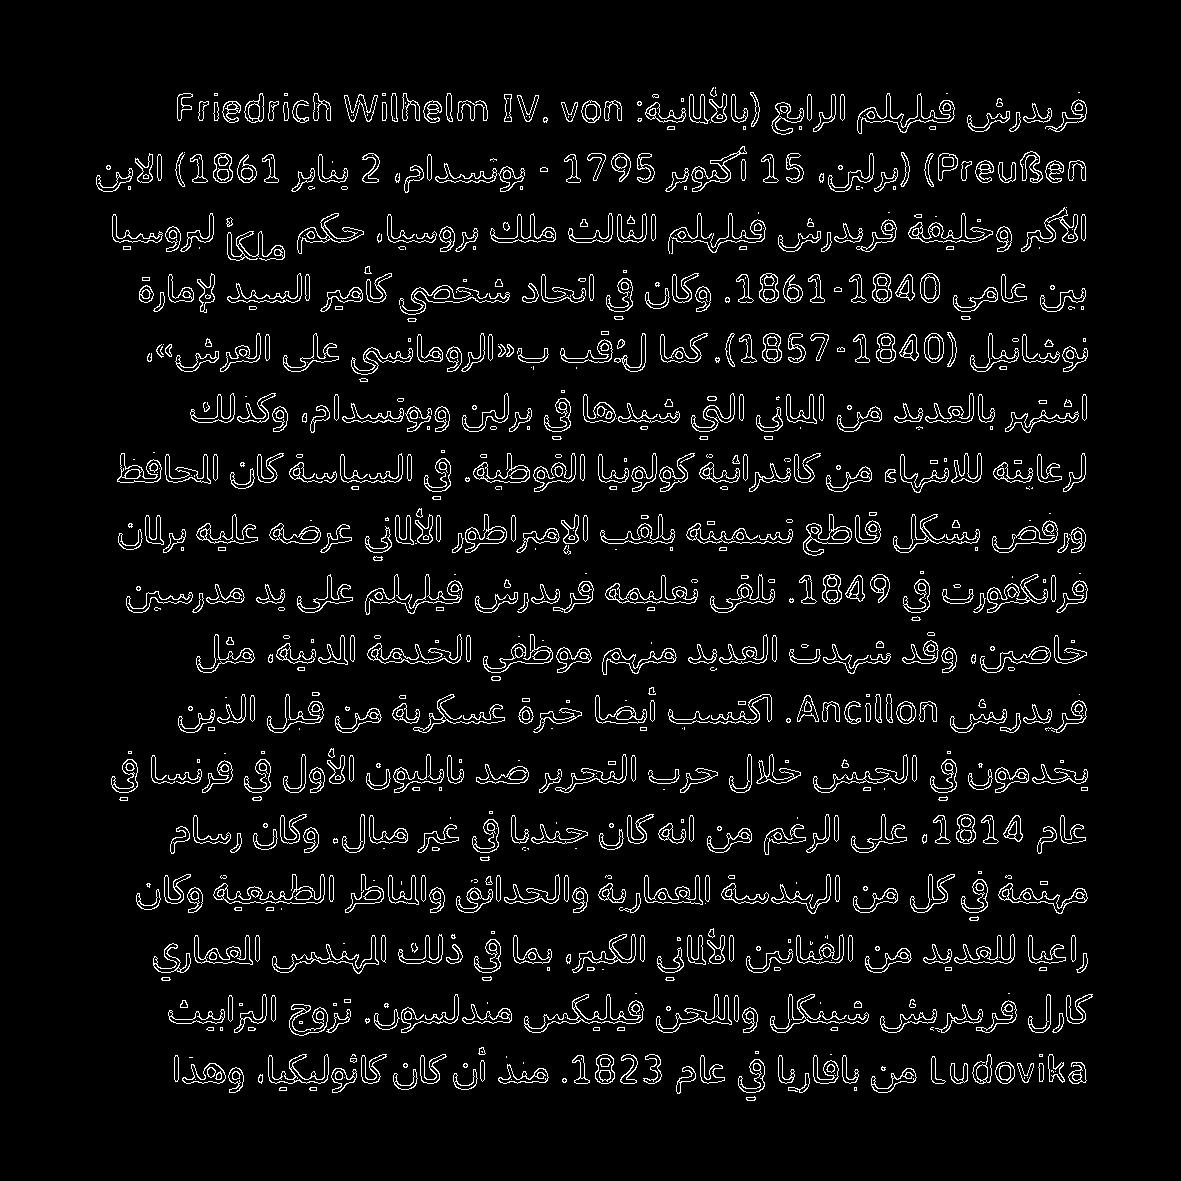 فريدرش فيلهلم الرابع (بالألمانية: Friedrich Wilhelm IV. von
Preußen) (برلين، 15 أكتوبر 1795 - بوتسدام، 2 يناير 1861) الابن
الأكبر وخليفة فريدرش فيلهلم الثالث ملك بروسيا، حكم ملكأ لبروسيا
بين عامي 1840-1861. وكان في اتحاد شخصي كأمير السيد لإمارة
نوشاتيل (1840-1857). كما لُقب ب«الرومانسي على العرش»،
اشتهر بالعديد من المباني التي شيدها في برلين وبوتسدام، وكذلك
لرعايته للانتهاء من كاتدرائية كولونيا القوطية. في السياسة كان المحافظ
ورفض بشكل قاطع تسميته بلقب الإمبراطور الألماني عرضه عليه برلمان
فرانكفورت في 1849. تلقى تعليمه فريدرش فيلهلم على يد مدرسين
خاصين، وقد شهدت العديد منهم موظفي الخدمة المدنية، مثل
فريدريش Ancillon. اكتسب أيضا خبرة عسكرية من قبل الذين
يخدمون في الجيش خلال حرب التحرير ضد نابليون الأول في فرنسا في
عام 1814، على الرغم من انه كان جنديا في غير مبال. وكان رسام
مهتمة في كل من الهندسة المعمارية والحدائق والمناظر الطبيعية وكان
راعيا للعديد من الفنانين الألماني الكبير، بما في ذلك المهندس المعماري
كارل فريدريش شينكل والملحن فيليكس مندلسون. تزوج اليزابيث
Ludovika من بافاريا في عام 1823. منذ أن كان كاثوليكيا، وهذا